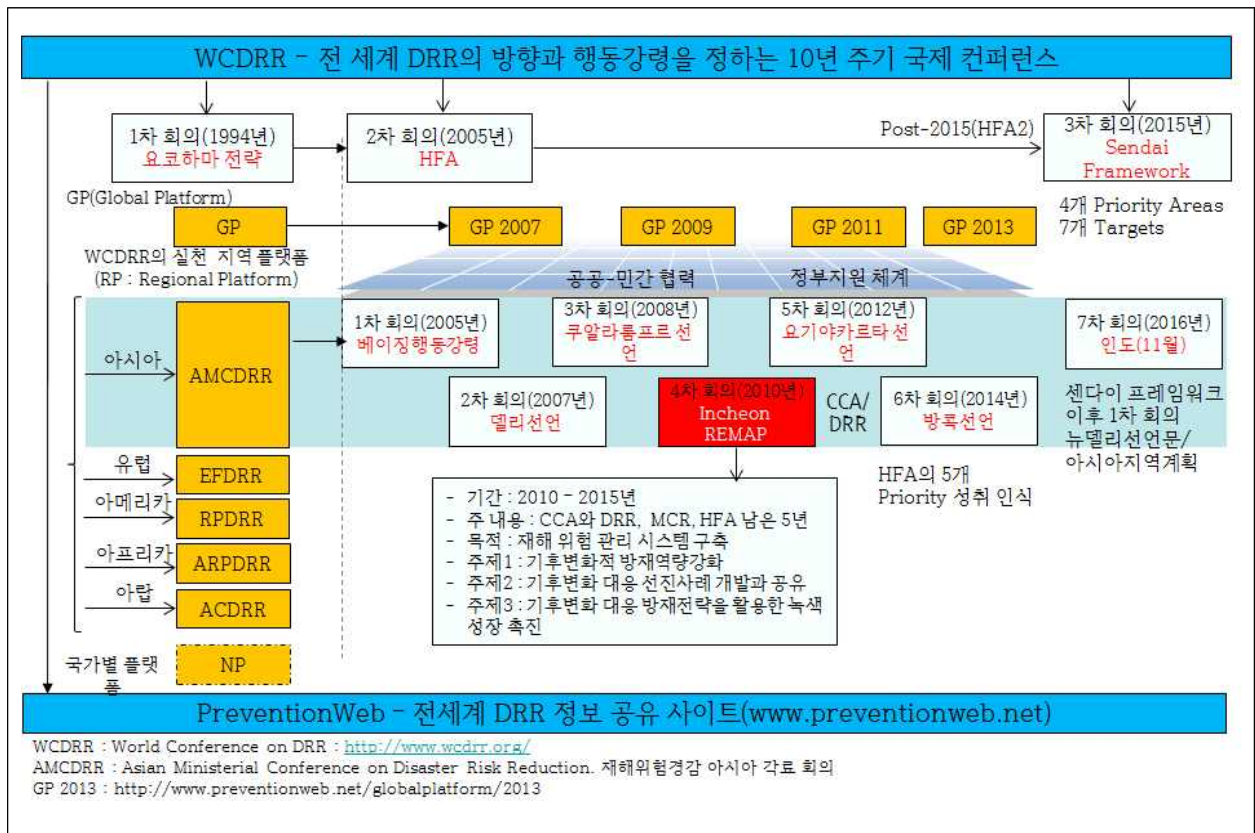 WCDRR - 전 세계 DRR의 방향과 행동강령을 정하는 10년 주기 국제 컨퍼런스
1차 회의(1994년)
요코하마 전략
2차 회의(2005년)
HFA
Post-2015(HFA2)
3차 회의(2015년)
Sendai
Framework
4개 Priority Areas
7개 Targets
GP(Global Platform)
GP
GP 2007
GP 2009
GP 2011
GP 2013
WCDRR의 실천 지역 플랫폼
(RP : Regional Platform)
공공-민간 협력
정부지원 체계
아시아
AMCDRR
1차 회의(2005년)
베이징행동강령
3차 회의(2008년)
쿠알라룸프르 선
언
5차 회의(2012년)
요기야카르타 선
언
7차 회의(2016년)
인도(11월)
2차 회의(2007년)
델리선언
4차 회의(2010년)
Incheon
REMAP
CCA/
DRR
6차 회의(2014년)
방콕선언
센다이 프레임워크
이후 1차 회의
뉴델리선언문/
아시아지역계획
HFA의 5개
Priority 성취 인식
유럽
EFDRR
아메리카
RPDRR
아프리카
ARPDRR
아랍
ACDRR
국가별 플랫
폼
NP
- 기간 : 2010 - 2015년
- 주 내용 : CCA와 DRR, MCR, HFA 남은 5년
- 목적 : 재해 위험 관리 시스템 구축
- 주제1 : 기후변화적 방재역량강화
- 주제2 : 기후변화 대응 선진사례 개발과 공유
- 주제3 : 기후변화 대응 방재전략을 활용한 녹색
성장 촉진
PreventionWeb - 전세계 DRR 정보 공유 사이트(www.preventionweb.net)
WCDRR : World Conference on DRR : http://www.wcdrr.org/
AMCDRR : Asian Ministerial Conference on Disaster Risk Reduction. 재해위험경감 아시아 각료 회의
GP 2013 : http://www.preventionweb.net/globalplatform/2013